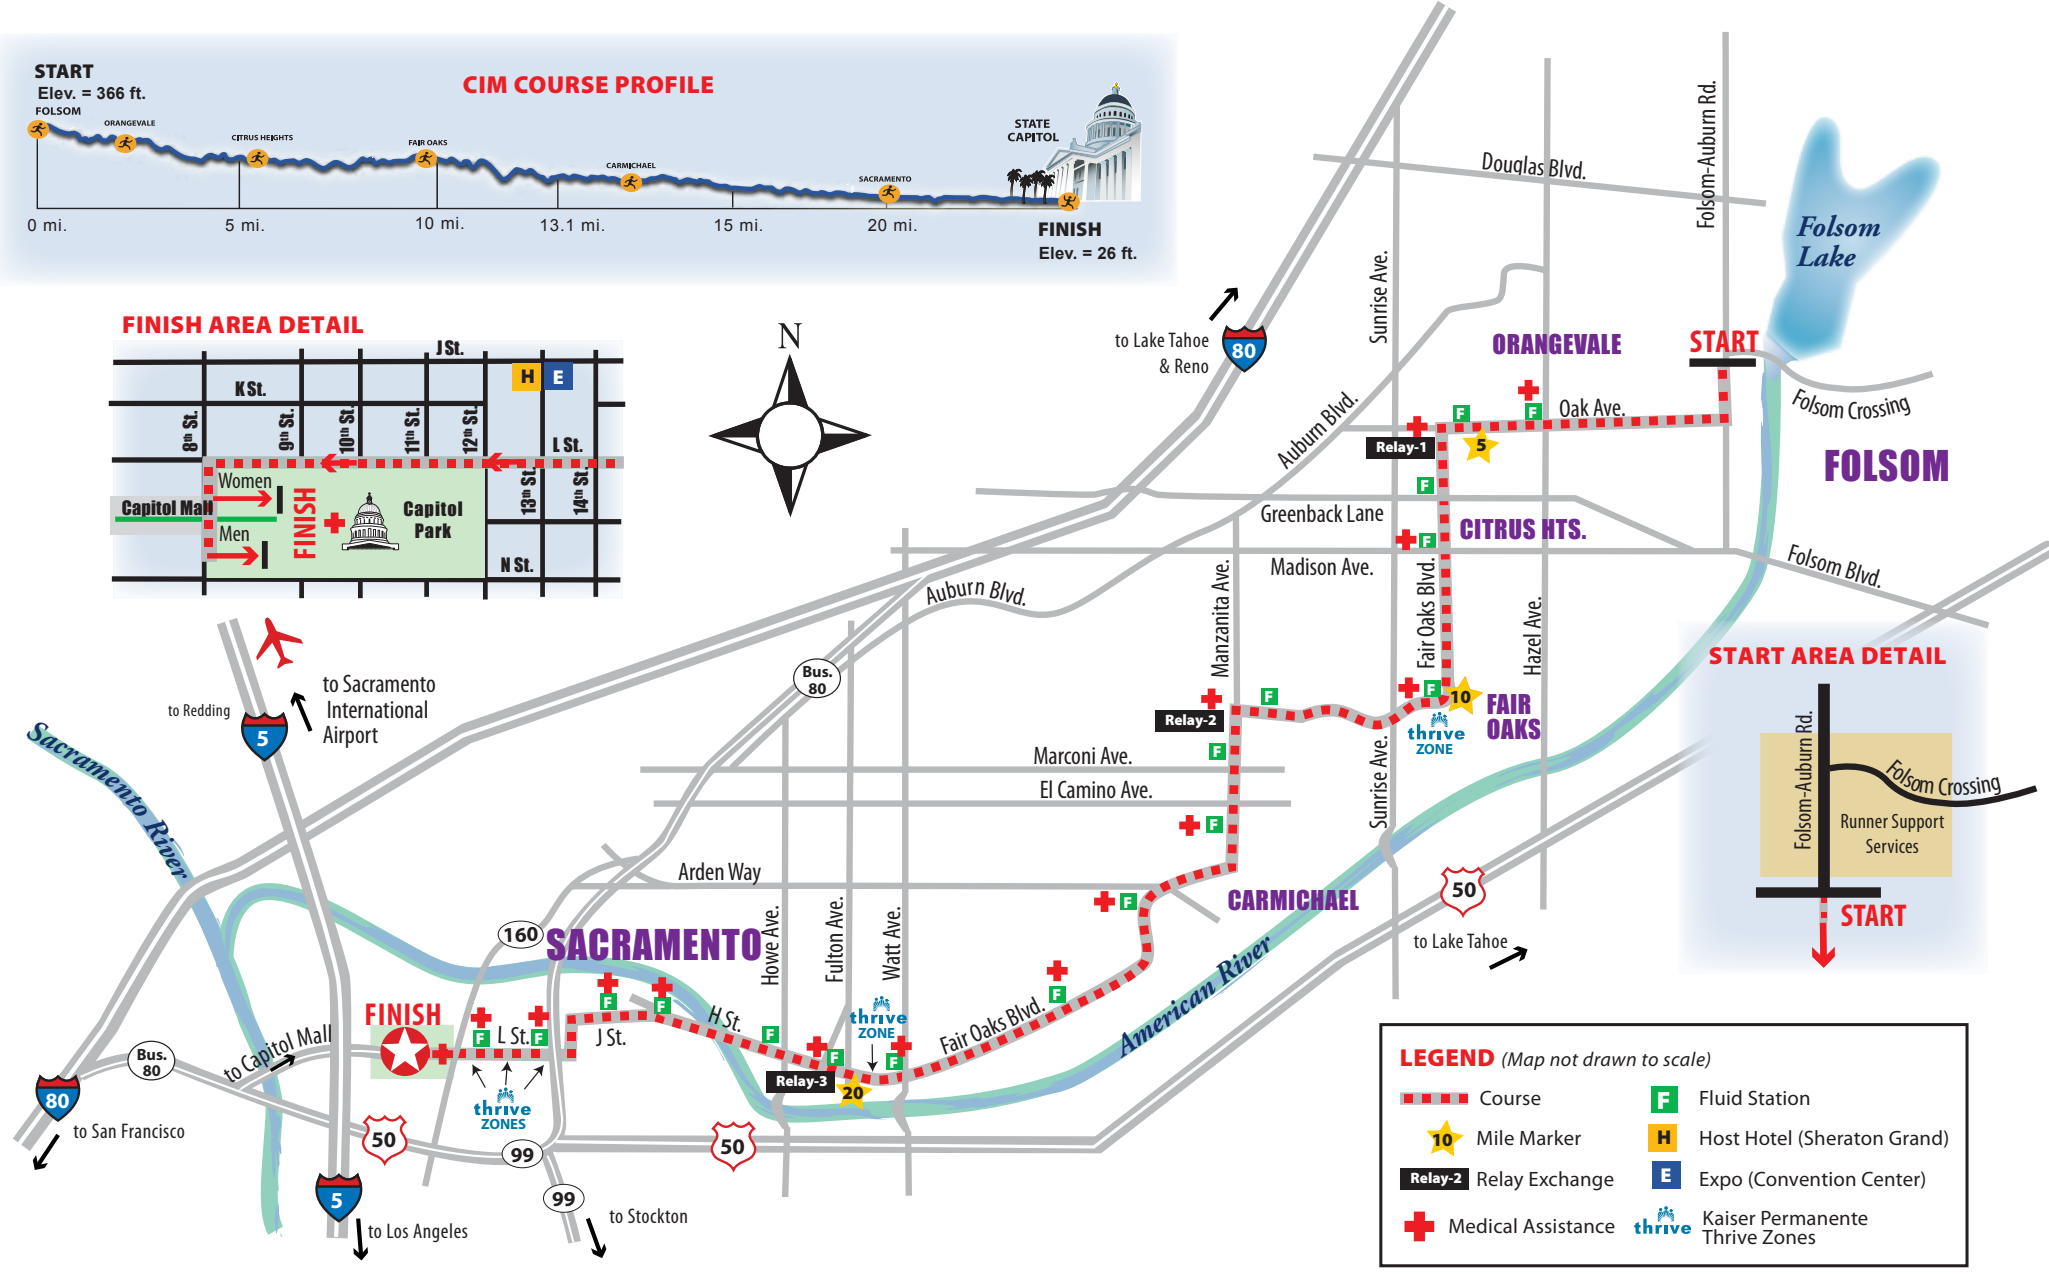 START
Elev. = 366 ft.
FOLSOM
ORANGEVALE
CITRUS HEIGHTS
FAIR OAKS
CARMICHAEL
SACRAMENTO
CIM COURSE PROFILE
STATE
CAPITOL
0 mi.
5 mi.
10 mi.
13.1 mi.
15 mi.
20 mi.
FINISH
Elev. = 26 ft.
FINISH AREA DETAIL
J St.
H
E
K St.
8th St.
9th St.
10th St.
11th St.
12th St.
L St.
13th St.
14th St.
Women
Capitol Mall
Men
FINISH
Capitol
Park
N St.
N
to Lake Tahoe
& Reno
80
Douglas Blvd.
Folsom-Auburn Rd.
Sunrise Ave.
Folsom
Lake
ORANGEVALE
START
Folsom Crossing
Auburn Blvd.
F
F
Oak Ave.
Relay-1
5
FOLSOM
F
Greenback Lane
CITRUS HTS.
F
Madison Ave.
Folsom Blvd.
Auburn Blvd.
Manzanita Ave.
Fair Oaks Blvd.
Hazel Ave.
START AREA DETAIL
Folsom-Auburn Rd.
Folsom Crossing
Runner Support
Services
START
Bus.
80
to Sacramento
International
Airport
to Redding
5
Sacramento River
F
10
FAIR
OAKS
thrive
ZONE
F
Relay-2
F
Marconi Ave.
El Camino Ave.
Sunrise Ave.
F
Arden Way
F
CARMICHAEL
50
to Lake Tahoe
160
SACRAMENTO
Howe Ave.
Fulton Ave.
Watt Ave.
American River
F
Fair Oaks Blvd.
thrive
ZONE
F
F
F
H St.
F
F
Relay-3
20
FINISH
F
L St.
F
J St.
thrive
ZONES
to Capitol Mall
Bus.
80
80
to San Francisco
50
99
50
5
to Los Angeles
99
to Stockton
LEGEND (Map not drawn to scale)
Course
F
Fluid Station
10
Mile Marker
H
Host Hotel (Sheraton Grand)
Relay-2
Relay Exchange
E
Expo (Convention Center)
Medical Assistance
thrive
Kaiser Permanente
Thrive Zones